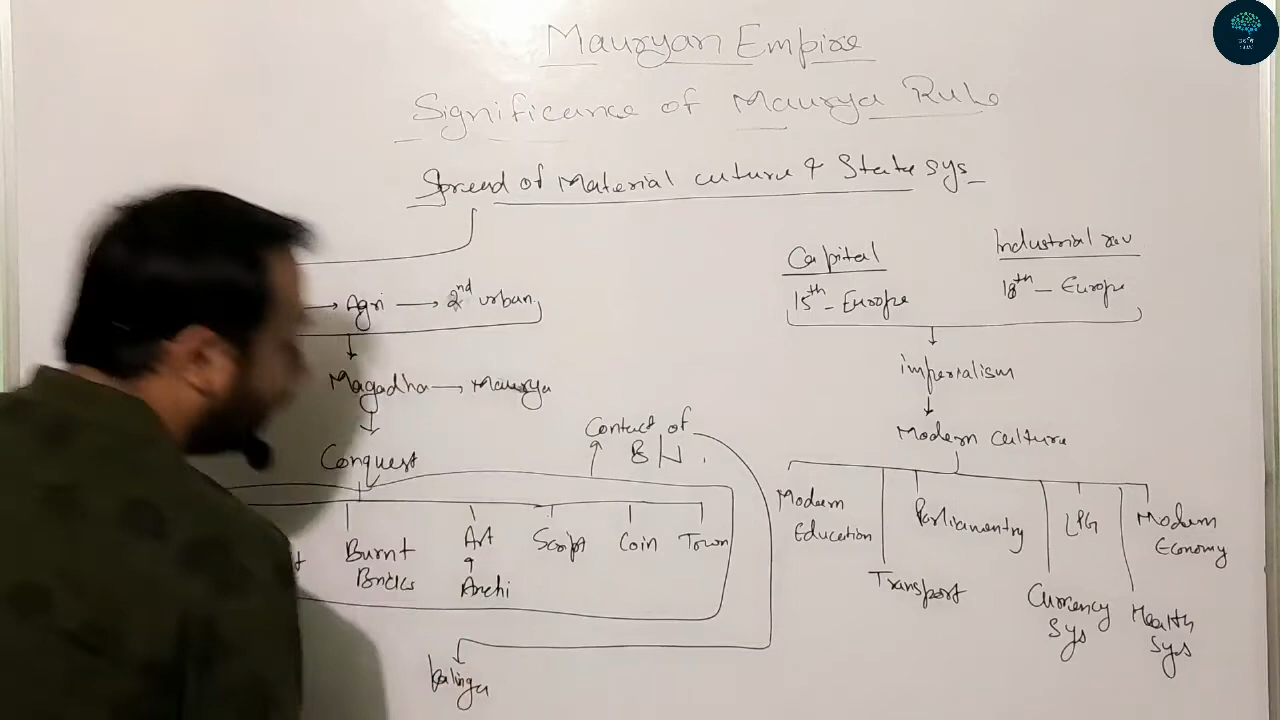 Mauryan Empire
Significance of Maurya Rule
Spread of Material cuture & State sys
Agri → 2nd urban
Magadha → Maurya
Conquest
Contact of
B/W.
Burnt
Bricks
Art
&
Archi
Script
Coin
Town
Kalinga
Capital
15th - Europe
Industrial rev
18th - Europe
imperialism
Modern culture
Modern
Education
Transport
Parliamentry
LPG
Currency
Sys
Health
Sys
Modern
Economy